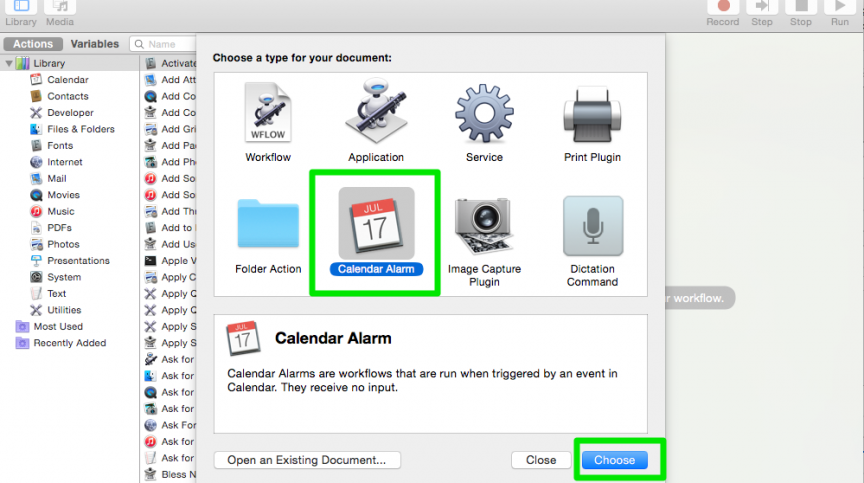 Library Media
Record Step Stop Run
Actions Variables Name
Library
Calendar
Contacts
Developer
Files & Folders
Fonts
Internet
Mail
Movies
Music
PDFs
Photos
Presentations
System
Text
Utilities
Most Used
Recently Added
Activate
Add Att
Add Co
Add Co
Add Gri
Add Pa
Add Ph
Add So
Add So
Add Th
Add to
Add Us
Apple V
Apply C
Apply Q
Apply Q
Apply S
Apply S
Ask for
Ask for
Ask for
Ask for
Ask For
Ask for
Ask for
Bless N
Choose a type for your document:
WFLOW
Workflow
Application
Service
Print Plugin
Folder Action
JUL
17
Calendar Alarm
Image Capture
Plugin
Dictation
Command
workflow.
JUL
17
Calendar Alarm
Calendar Alarms are workflows that are run when triggered by an event in
Calendar. They receive no input.
Open an Existing Document...
Close
Choose